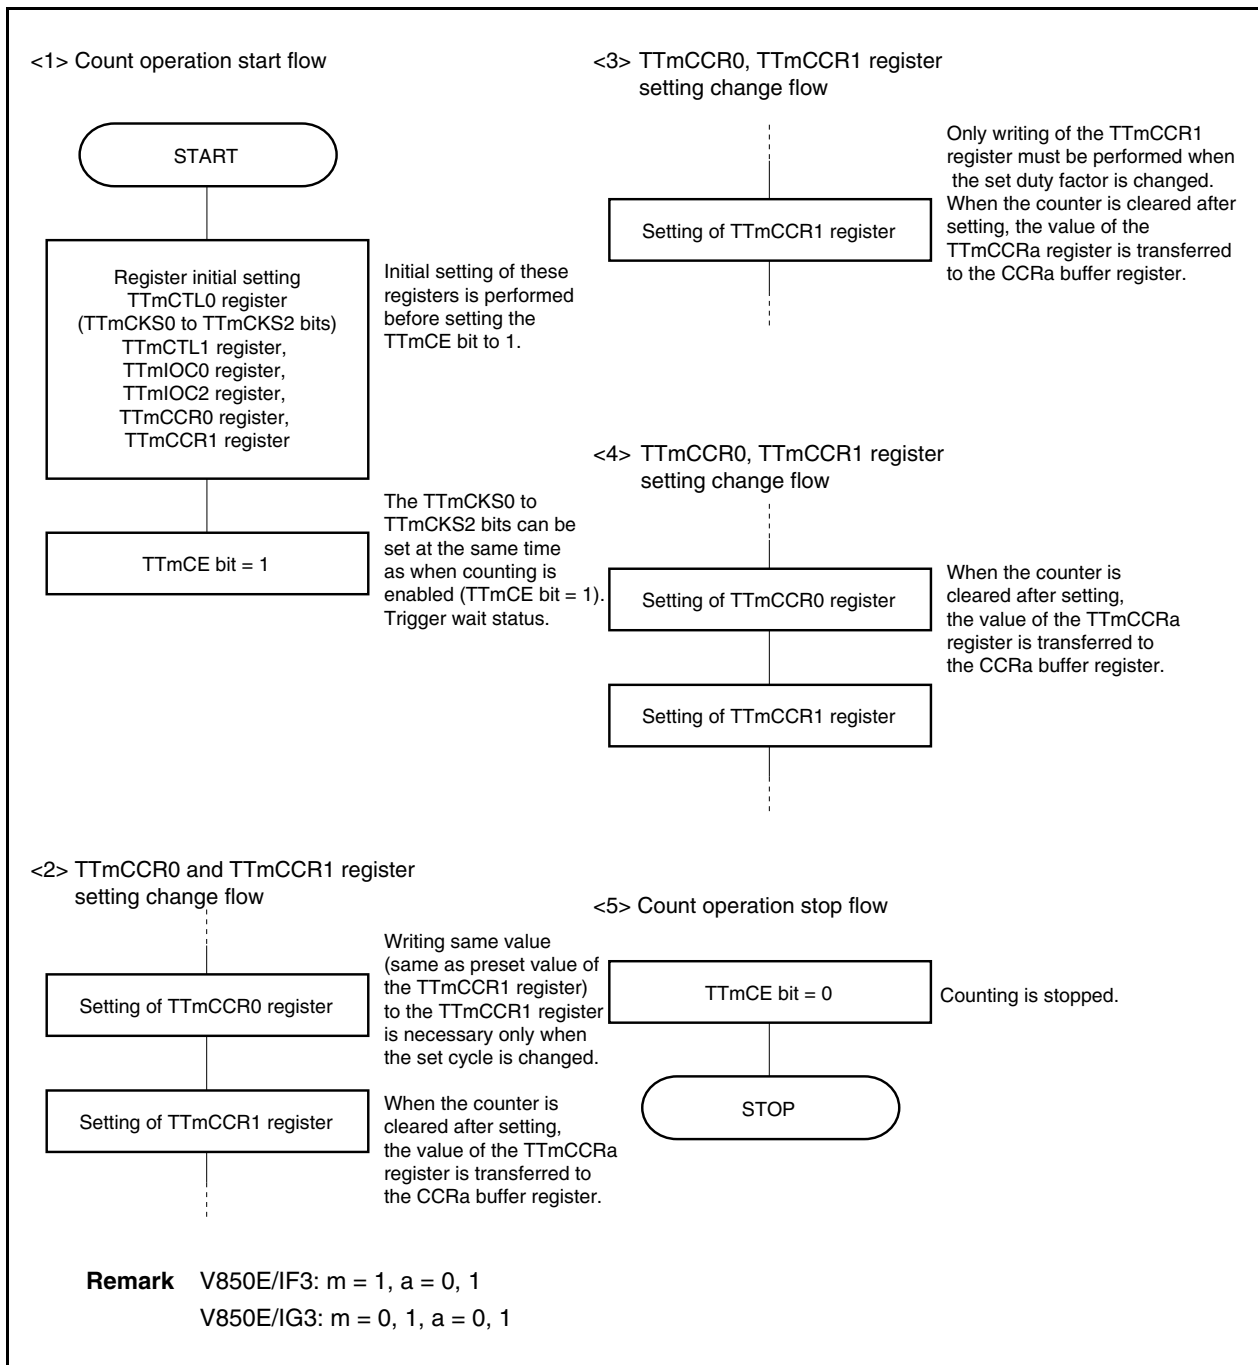 <1> Count operation start flow
START
Register initial setting
TTmCTL0 register
(TTmCKS0 to TTmCKS2 bits)
TTmCTL1 register,
TTmIOC0 register,
TTmIOC2 register,
TTmCCR0 register,
TTmCCR1 register
Initial setting of these
registers is performed
before setting the
TTmCE bit to 1.
TTmCE bit = 1
The TTmCKS0 to
TTmCKS2 bits can be
set at the same time
as when counting is
enabled (TTmCE bit = 1).
Trigger wait status.
<2> TTmCCR0 and TTmCCR1 register
setting change flow
Setting of TTmCCR0 register
Writing same value
(same as preset value of
the TTmCCR1 register)
to the TTmCCR1 register
is necessary only when
the set cycle is changed.
Setting of TTmCCR1 register
When the counter is
cleared after setting,
the value of the TTmCCRa
register is transferred to
the CCRa buffer register.
<3> TTmCCR0, TTmCCR1 register
setting change flow
Setting of TTmCCR1 register
Only writing of the TTmCCR1
register must be performed when
the set duty factor is changed.
When the counter is cleared after
setting, the value of the
TTmCCRa register is transferred
to the CCRa buffer register.
<4> TTmCCR0, TTmCCR1 register
setting change flow
Setting of TTmCCR0 register
When the counter is
cleared after setting,
the value of the TTmCCRa
register is transferred to
the CCRa buffer register.
Setting of TTmCCR1 register
<5> Count operation stop flow
TTmCE bit = 0
Counting is stopped.
STOP
Remark V850E/IF3: m = 1, a = 0, 1
V850E/IG3: m = 0, 1, a = 0, 1